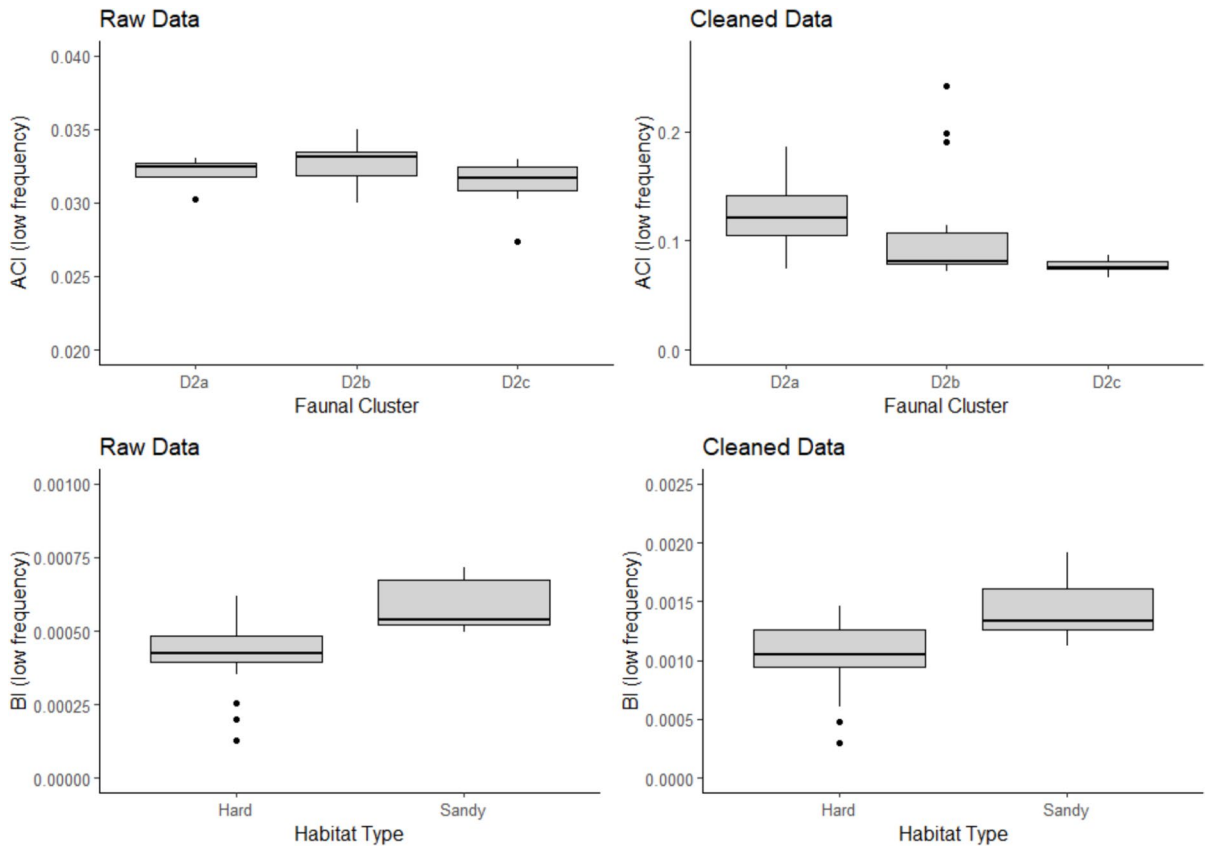 Raw Data
ACI (low frequency)
0.040
0.035
0.030
0.025
0.020
D2a D2b D2c
Faunal Cluster
Cleaned Data
ACI (low frequency)
0.2
0.1
0.0
D2a D2b D2c
Faunal Cluster
Raw Data
BI (low frequency)
0.00100
0.00075
0.00050
0.00025
0.00000
Hard Sandy
Habitat Type
Cleaned Data
BI (low frequency)
0.0025
0.0020
0.0015
0.0010
0.0005
0.0000
Hard Sandy
Habitat Type